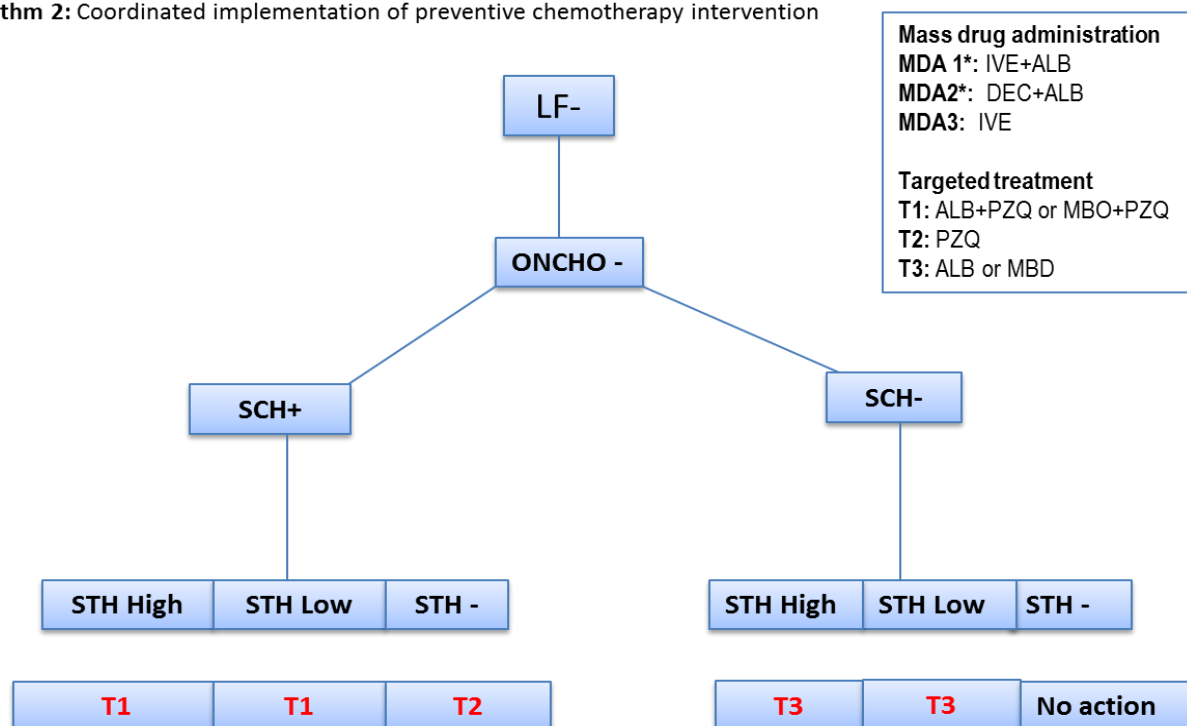 thm 2: Coordinated implementation of preventive chemotherapy intervention
Mass drug administration
MDA 1*: IVE+ALB
MDA2*: DEC+ALB
MDA3: IVE
Targeted treatment
T1: ALB+PZQ or MBO+PZQ
T2: PZQ
T3: ALB or MBD
LF-
ONCHO -
SCH+
SCH-
STH High STH Low STH -
STH High STH Low STH -
T1 T1 T2
T3 T3 No action